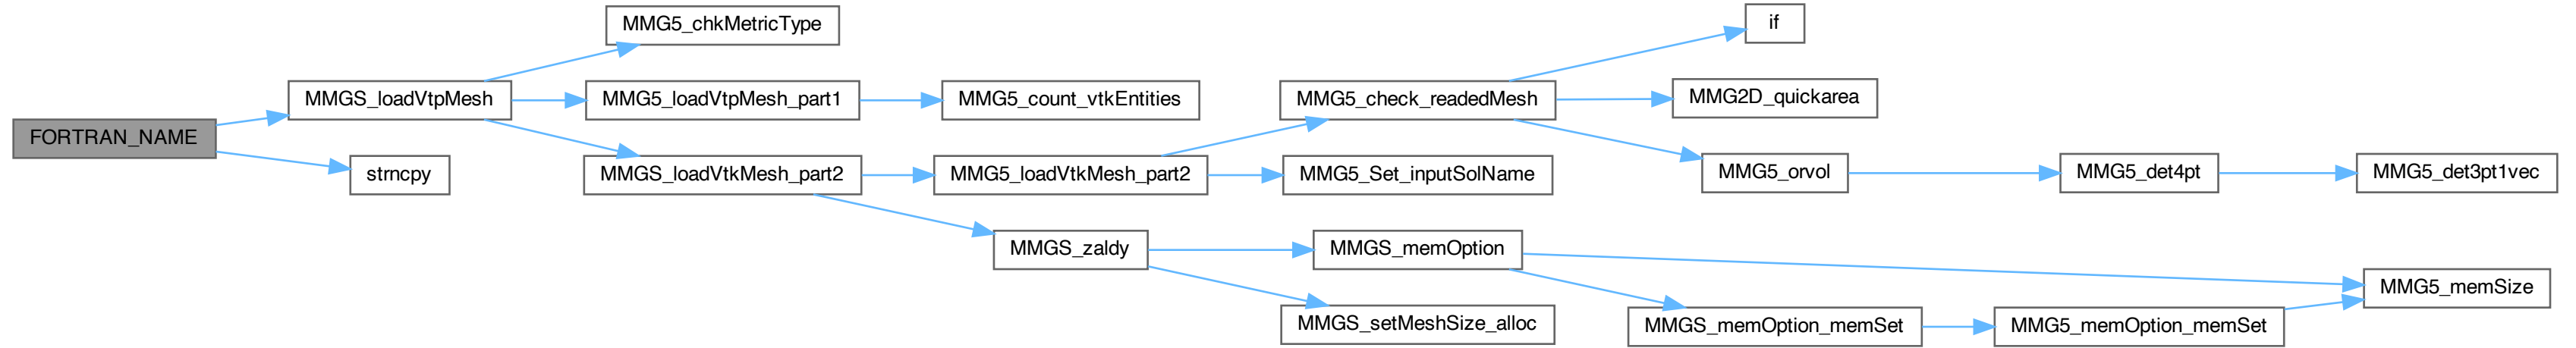 FORTRAN_NAME
MMGS_loadVtpMesh
strncpy
MMG5_chkMetricType
MMG5_loadVtpMesh_part1
MMGS_loadVtkMesh_part2
MMG5_count_vtkEntities
MMG5_loadVtkMesh_part2
MMGS_zaldy
MMG5_check_readedMesh
MMG5_Set_inputSolName
MMGS_memOption
MMGS_setMeshSize_alloc
if
MMG2D_quickarea
MMG5_orvol
MMGS_memOption_memSet
MMG5_det4pt
MMG5_memOption_memSet
MMG5_det3pt1vec
MMG5_memSize